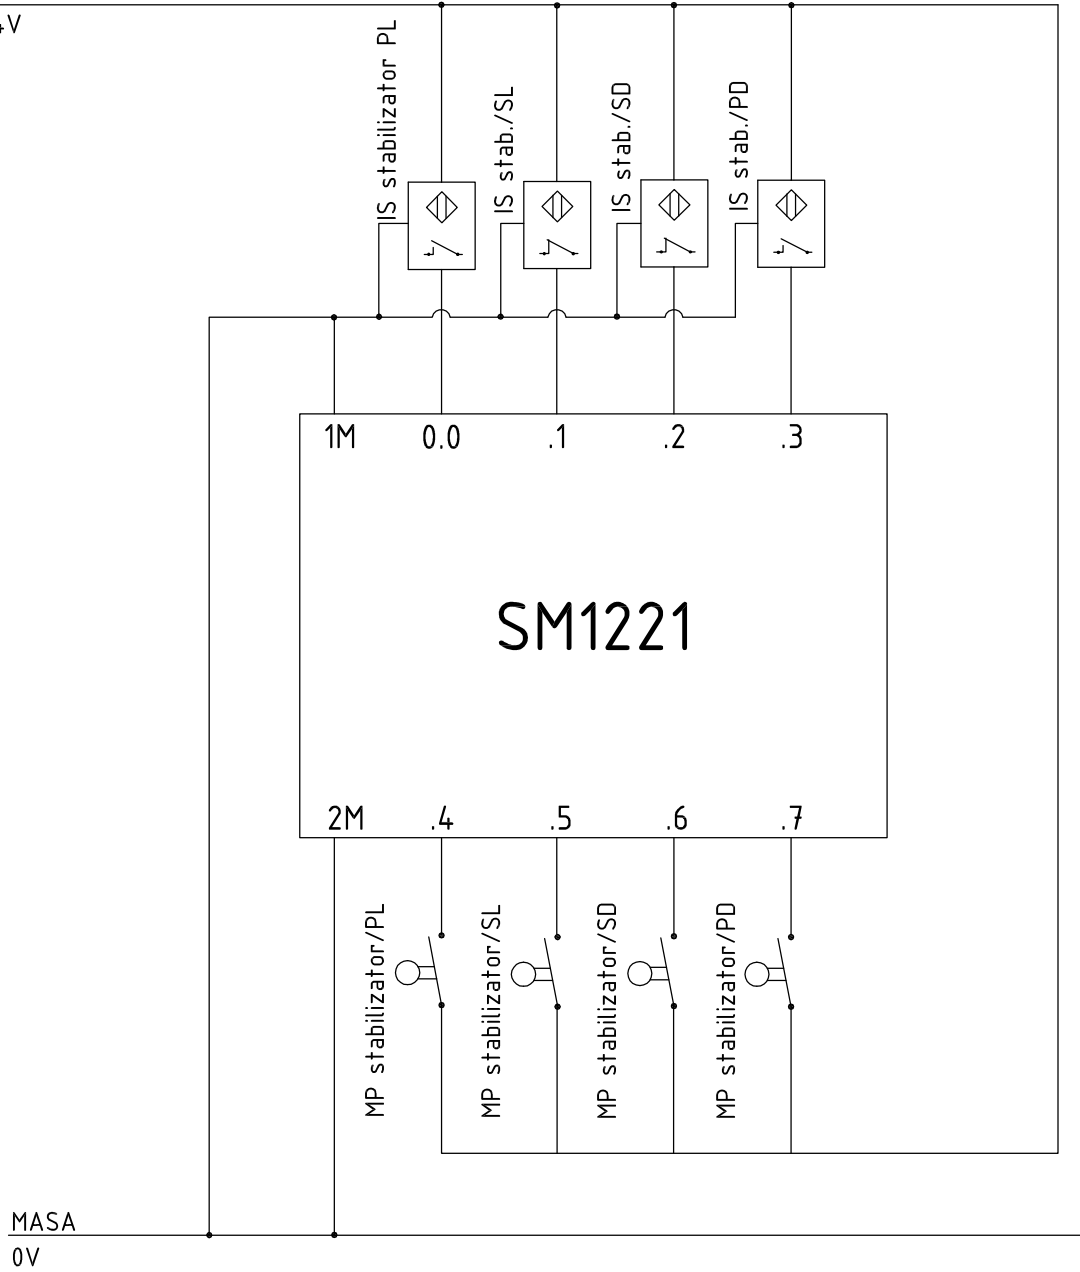 4V
IS stabilizator PL
IS stab./SL
IS stab./SD
IS stab./PD
1M
0.0
.1
.2
.3
SM1221
2M
.4
.5
.6
.7
MP stabilizator/PL
MP stabilizator/SL
MP stabilizator/SD
MP stabilizator/PD
MASA
0V